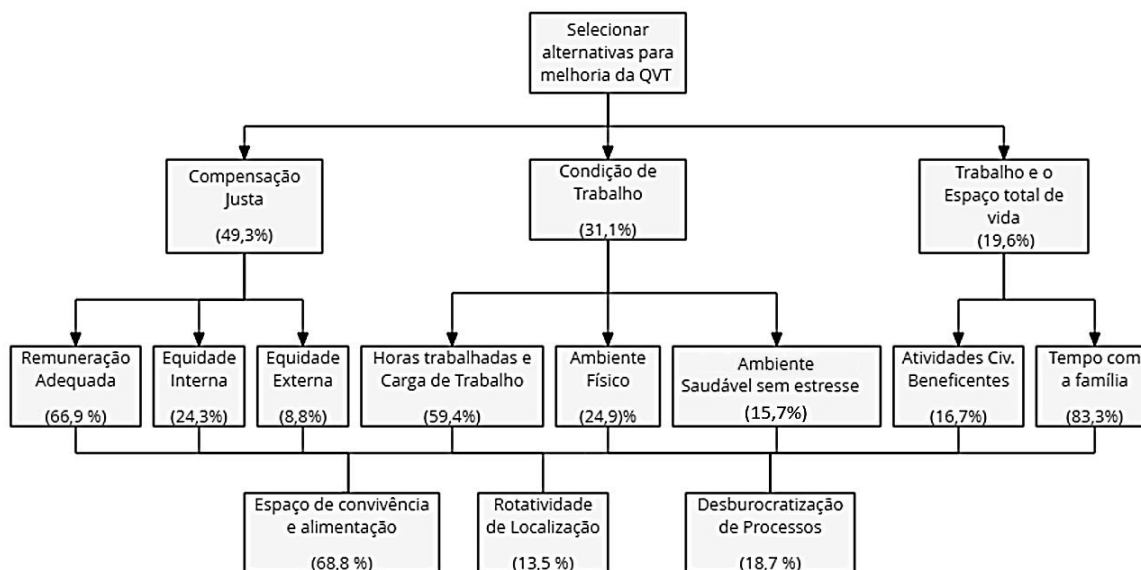 Selecionar
alternativas para
melhoria da QVT
Compensação
Justa
(49,3%)
Condição de
Trabalho
(31,1%)
Trabalho e o
Espaço total de
vida
(19,6%)
Remuneração
Adequada
(66,9 %)
Equidade
Interna
(24,3%)
Equidade
Externa
(8,8%)
Horas trabalhadas e
Carga de Trabalho
(59,4%)
Ambiente
Físico
(24,9)%
Ambiente
Saudável sem estresse
(15,7%)
Atividades Civ.
Beneficentes
(16,7%)
Tempo com
a família
(83,3%)
Espaço de convivência
e alimentação
(68,8 %)
Rotatividade
de Localização
(13,5 %)
Desburocratização
de Processos
(18,7 %)